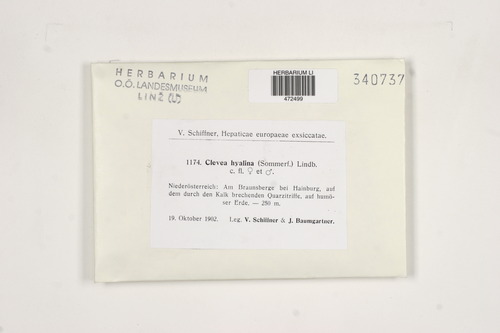 HERBARIUM
O.Ö. LANDESMUSEUM
LINZ (L)
HERBARIUM LI
472499
340737
V. Schiffner, Hepaticae europaeae exsiccatae.
1174. Clevea hyalina (Sommerf.) Lindb.
c. fl. ♀ et ♂.
Niederösterreich: Am Braunsberge bei Hainburg, auf
dem durch den Kalk brechenden Quarzitriffe, auf humö-
ser Erde. — 280 m.
19. Oktober 1902. Leg. V. Schiffner & J. Baumgartner.